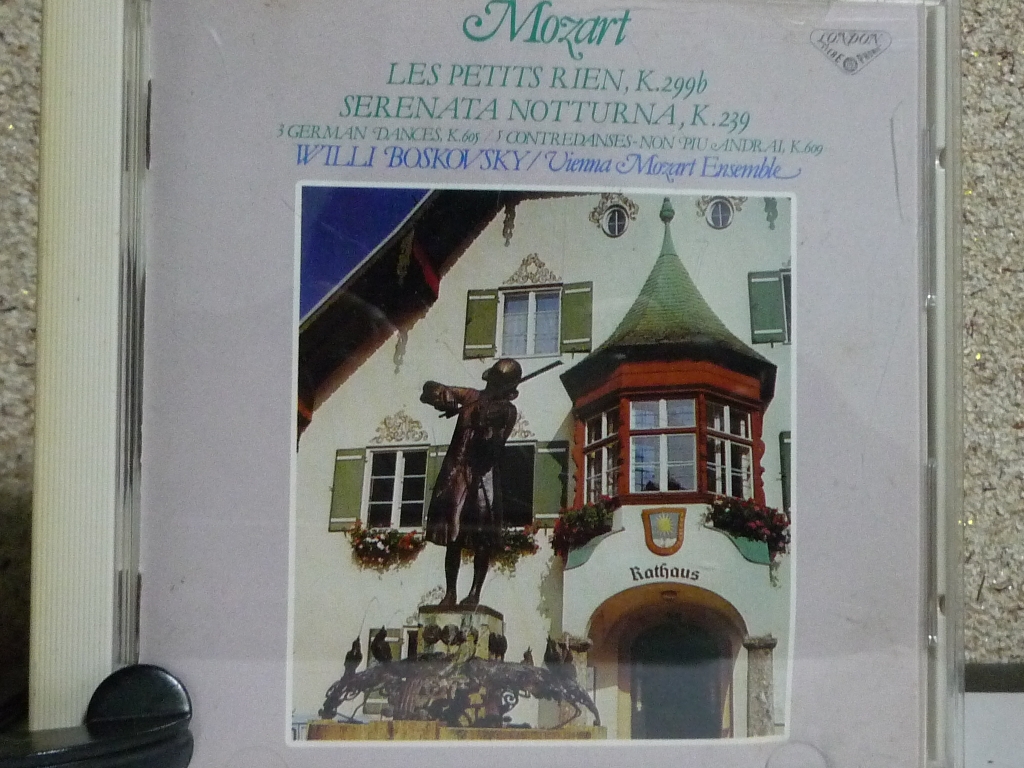 Mozart
LONDON
LES PETITS RIEN, K.299b
SERENATA NOTTURNA, K.239
3 GERMAN DANCES, K.605 / 5 CONTREDANSES-NON PIU ANDRAI, K.609
WILLI BOSKOVSKY/Vienna Mozart Ensemble
Rathaus